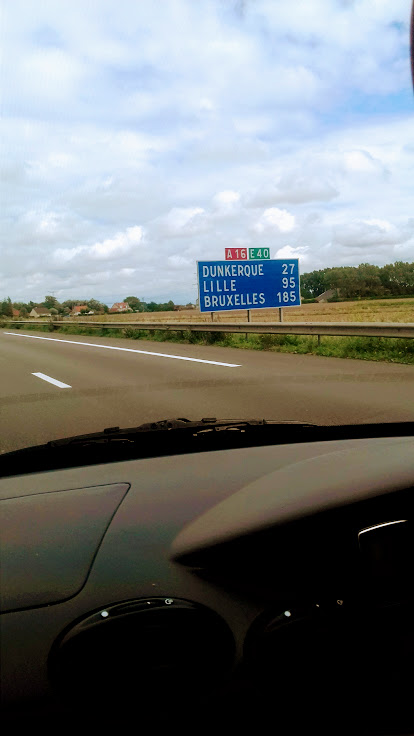 A16 E40
DUNKERQUE 27
LILLE 95
BRUXELLES 185